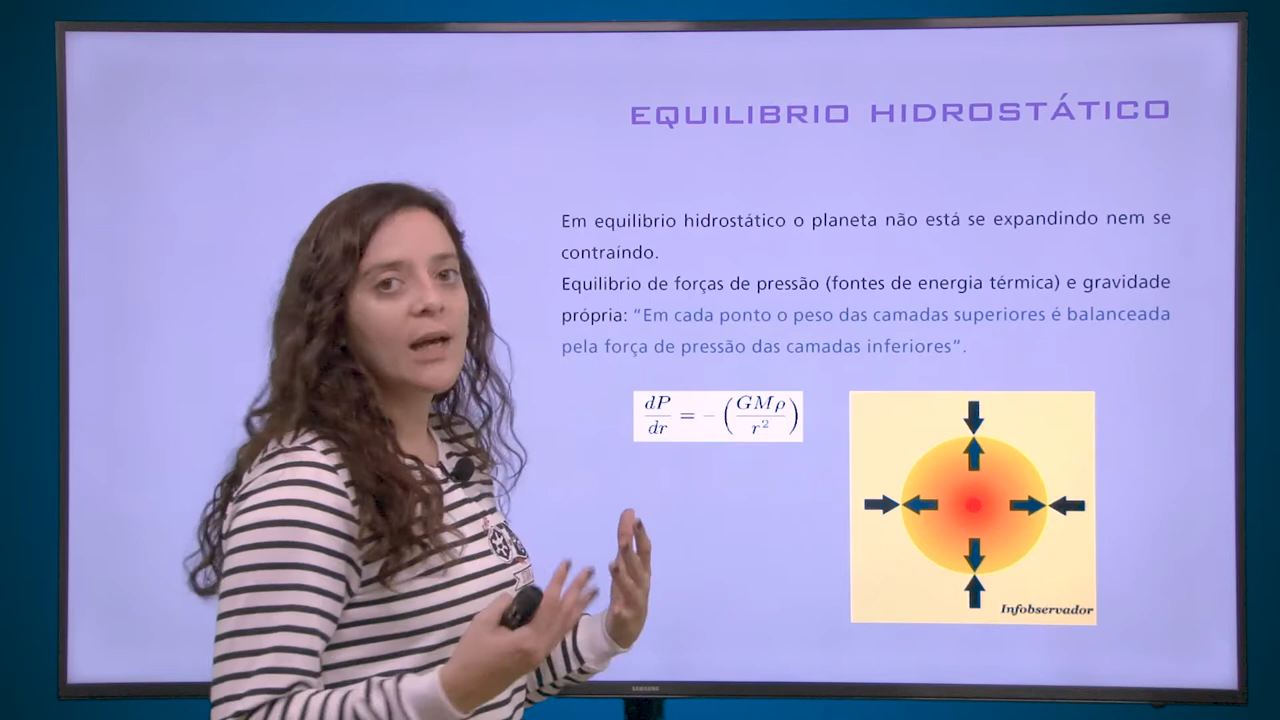 EQUILIBRIO HIDROSTÁTICO
Em equilibrio hidrostático o planeta não está se expandindo nem se
contraíndo.
Equilibrio de forças de pressão (fontes de energia térmica) e gravidade
própria: “Em cada ponto o peso das camadas superiores é balanceada
pela força de pressão das camadas inferiores”.
dP/dr = −(GMρ/r²)
Infobservador
SAMSUNG